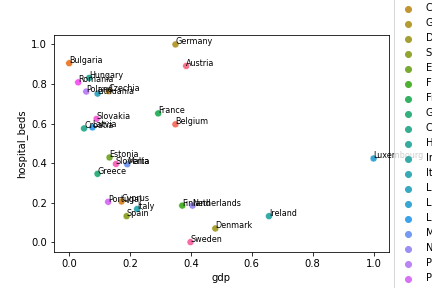 Germany
Bulgaria
Austria
Hungary
Romania
Czechia
Poland
France
Slovakia
Latvia
Croatia
Belgium
Estonia
Slovenia
Malta
Luxembourg
Greece
Portugal
Cyprus
Italy
Finland
Netherlands
Spain
Ireland
Denmark
Sweden
1.0
0.8
0.6
0.4
0.2
0.0
hospital_beds
0.0 0.2 0.4 0.6 0.8 1.0
gdp
C
G
D
S
E
F
F
G
C
H
Ir
It
L
L
L
M
N
P
P